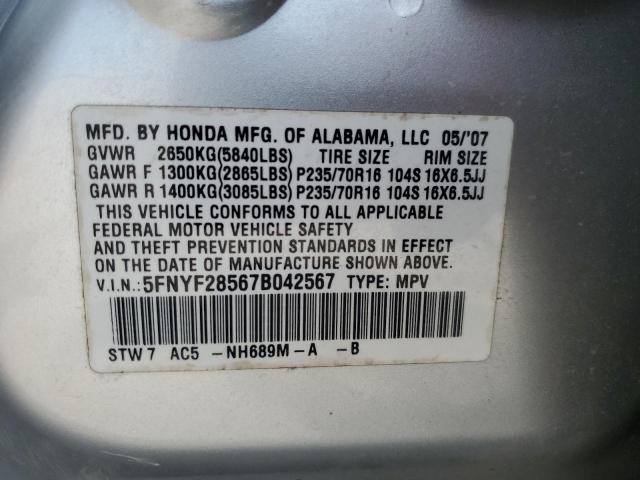 MFD. BY HONDA MFG. OF ALABAMA, LLC 05/'07
GVWR 2650KG(5840LBS) TIRE SIZE RIM SIZE
GAWR F 1300KG(2865LBS) P235/70R16 104S 16X6.5JJ
GAWR R 1400KG(3085LBS) P235/70R16 104S 16X6.5JJ
THIS VEHICLE CONFORMS TO ALL APPLICABLE
FEDERAL MOTOR VEHICLE SAFETY
AND THEFT PREVENTION STANDARDS IN EFFECT
ON THE DATE OF MANUFACTURE SHOWN ABOVE.
V.I.N.: 5FNYF28567B042567 TYPE: MPV
STW7 AC5 -NH689M-A -B